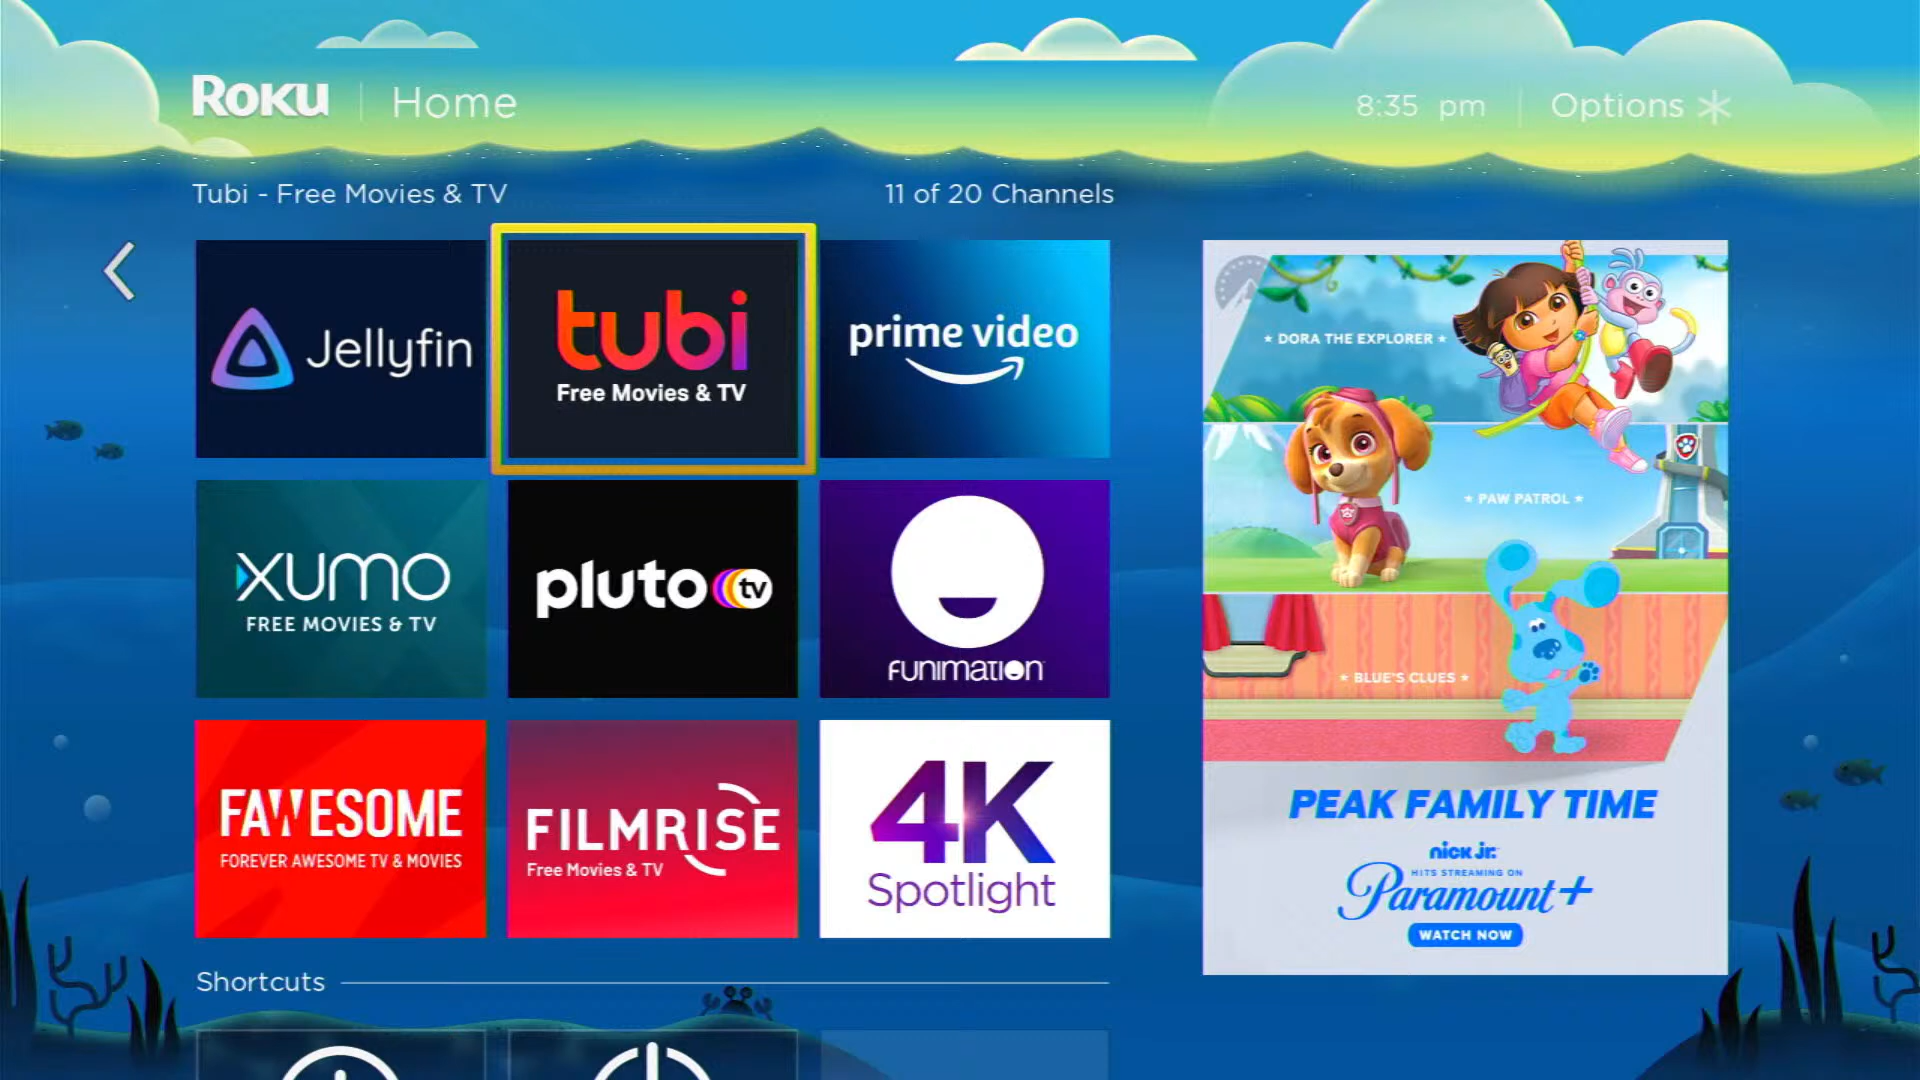 Roku
Home
8:35 pm
Options
Tubi - Free Movies & TV
11 of 20 Channels
Jellyfin
tubi
Free Movies & TV
prime video
XUMO
FREE MOVIES & TV
pluto tv
FUNIMATION
FAWESOME
FOREVER AWESOME TV & MOVIES
FILMRISE
Free Movies & TV
4K
Spotlight
Shortcuts
★ DORA THE EXPLORER ★
★ PAW PATROL ★
★ BLUE'S CLUES ★
PEAK FAMILY TIME
nick jr.
HITS STREAMING ON
Paramount+
WATCH NOW